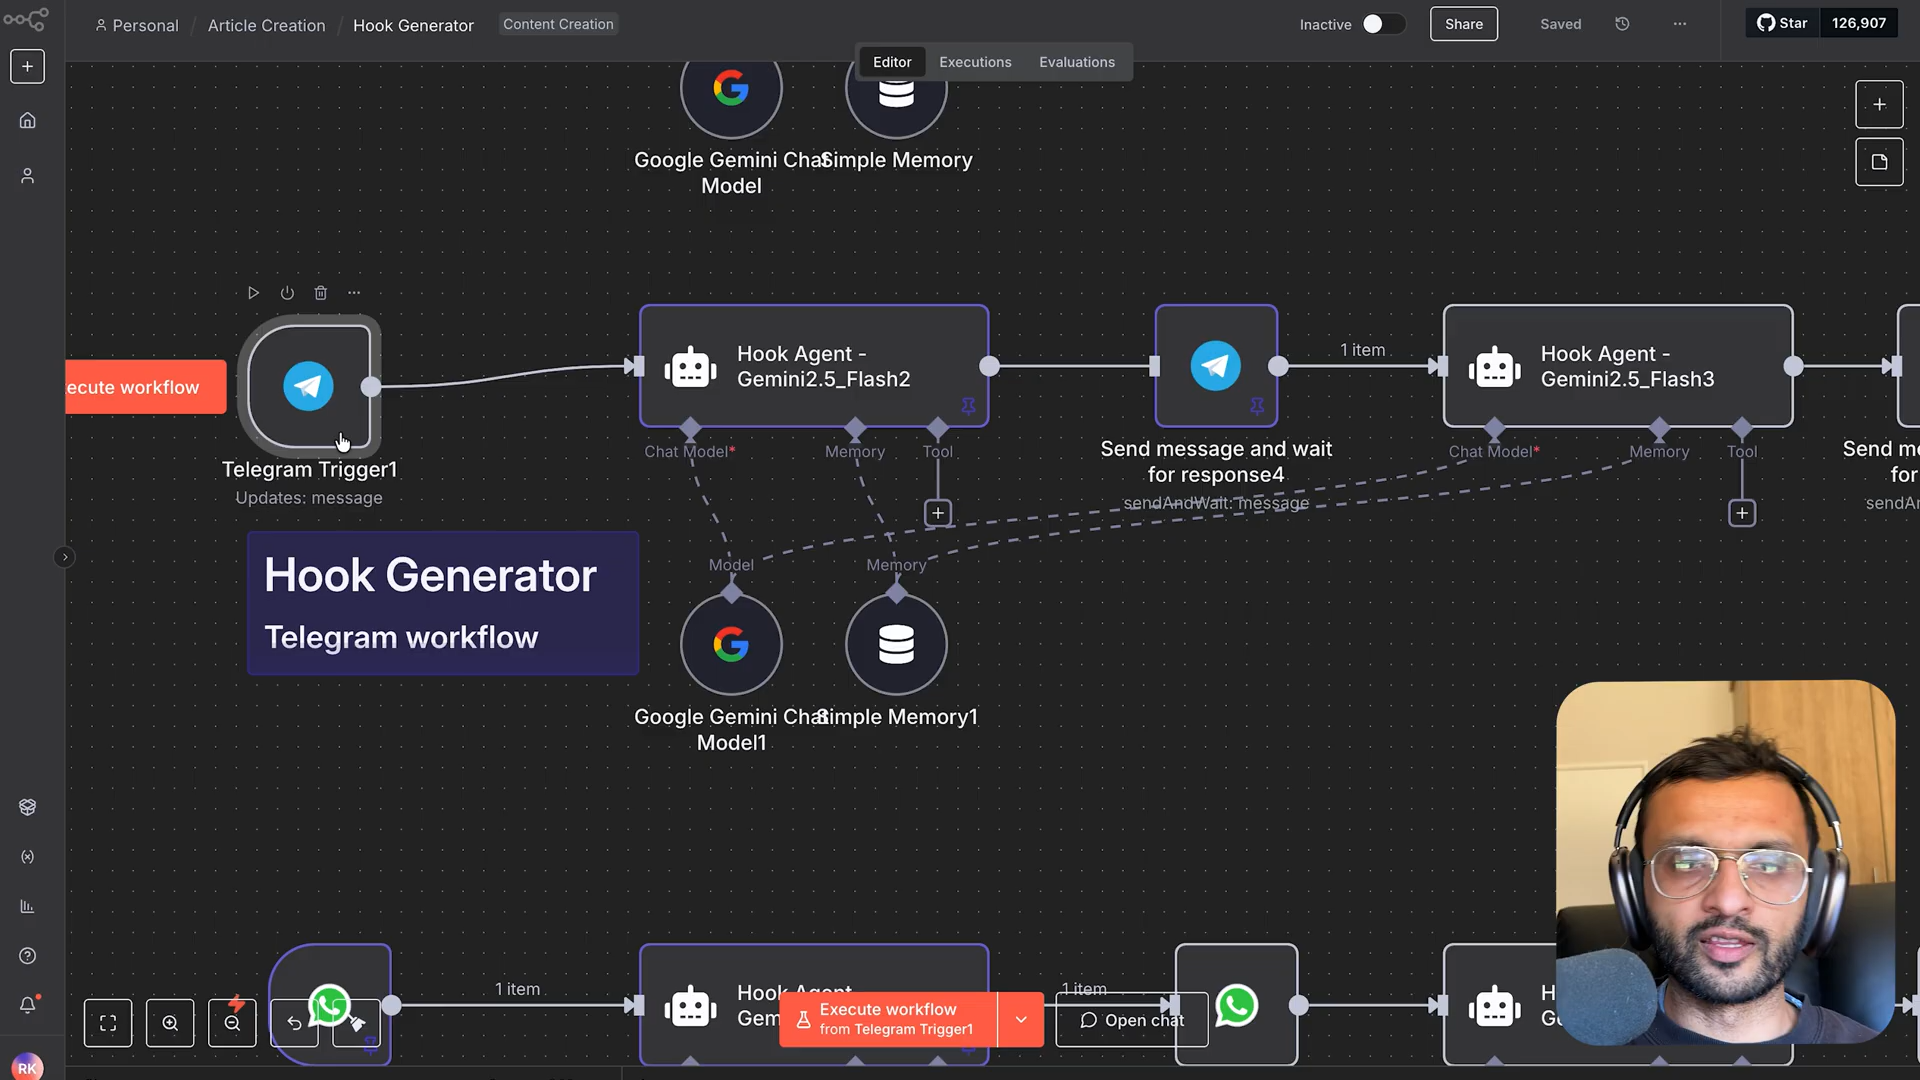 Personal / Article Creation / Hook Generator
Content Creation
Inactive
Share
Saved
Star 126,907
Editor Executions Evaluations
Google Gemini Chat
Model
Simple Memory
ecute workflow
Telegram Trigger1
Updates: message
Hook Agent -
Gemini2.5_Flash2
Chat Model*
Memory
Tool
Send message and wait
for response4
sendAndWait: message
1 item
Hook Agent -
Gemini2.5_Flash3
Chat Model*
Memory
Tool
Hook Generator
Telegram workflow
Model
Memory
Google Gemini Chat
Model1
Simple Memory1
1 item
Hook Agent
1 item
Execute workflow
from Telegram Trigger1
Open chat
RK